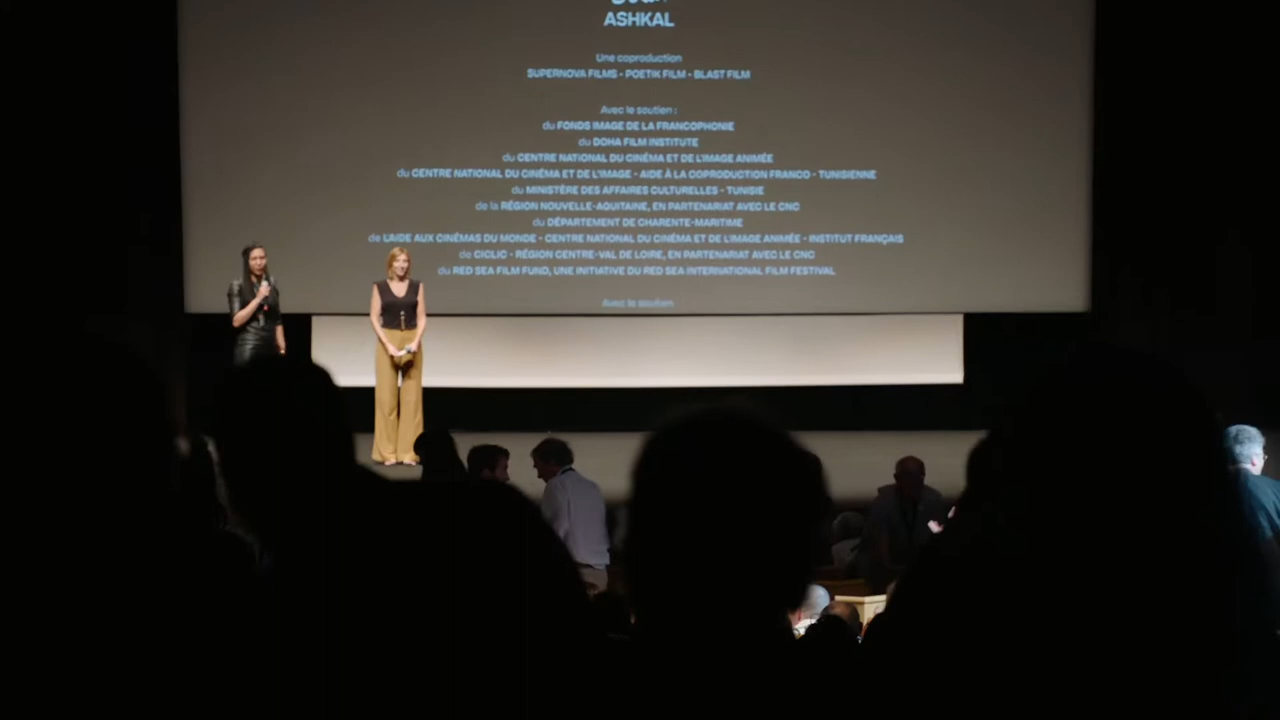 ASHKAL
Une coproduction
SUPERNOVA FILMS - POETIK FILM - BLAST FILM
Avec le soutien :
du FONDS IMAGE DE LA FRANCOPHONIE
du DOHA FILM INSTITUTE
du CENTRE NATIONAL DU CINÉMA ET DE L'IMAGE ANIMÉE
du CENTRE NATIONAL DU CINÉMA ET DE L'IMAGE - AIDE À LA COPRODUCTION FRANCO - TUNISIENNE
du MINISTÈRE DES AFFAIRES CULTURELLES - TUNISIE
de la RÉGION NOUVELLE-AQUITAINE, EN PARTENARIAT AVEC LE CNC
du DÉPARTEMENT DE CHARENTE-MARITIME
de L'AIDE AUX CINÉMAS DU MONDE - CENTRE NATIONAL DU CINÉMA ET DE L'IMAGE ANIMÉE - INSTITUT FRANÇAIS
de CICLIC - RÉGION CENTRE-VAL DE LOIRE, EN PARTENARIAT AVEC LE CNC
du RED SEA FILM FUND, UNE INITIATIVE DU RED SEA INTERNATIONAL FILM FESTIVAL
Avec le soutien